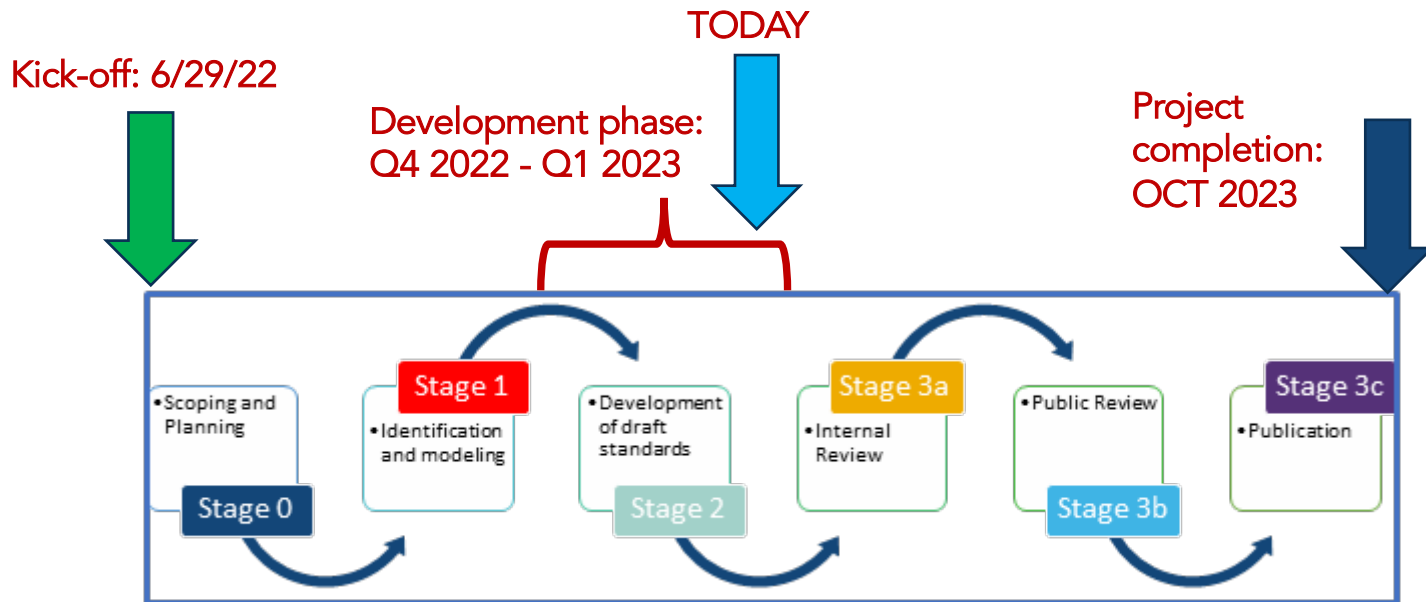 TODAY
Kick-off: 6/29/22
Development phase:
Q4 2022 - Q1 2023
Project
completion:
OCT 2023
•Scoping and
Planning
Stage 0
Stage 1
•Identification
and modeling
•Development
of draft
standards
Stage 2
Stage 3a
•Internal
Review
•Public Review
Stage 3b
Stage 3c
•Publication